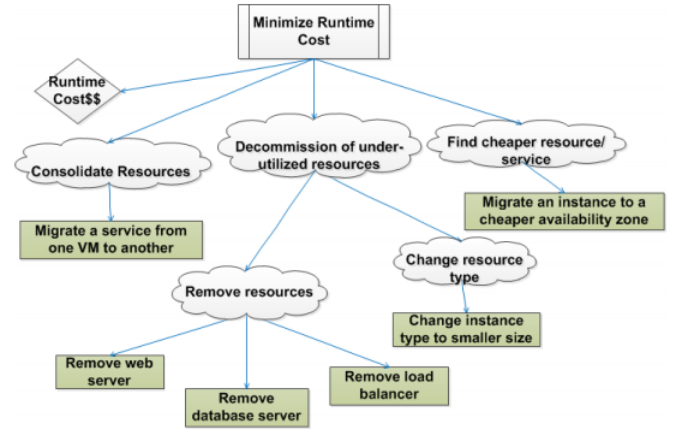 Minimize Runtime
Cost
Runtime
Cost$$
Consolidate Resources
Decommission of under-
utilized resources
Find cheaper resource/
service
Migrate a service from
one VM to another
Migrate an instance to a
cheaper availability zone
Remove resources
Change resource
type
Change instance
type to smaller size
Remove web
server
Remove
database server
Remove load
balancer